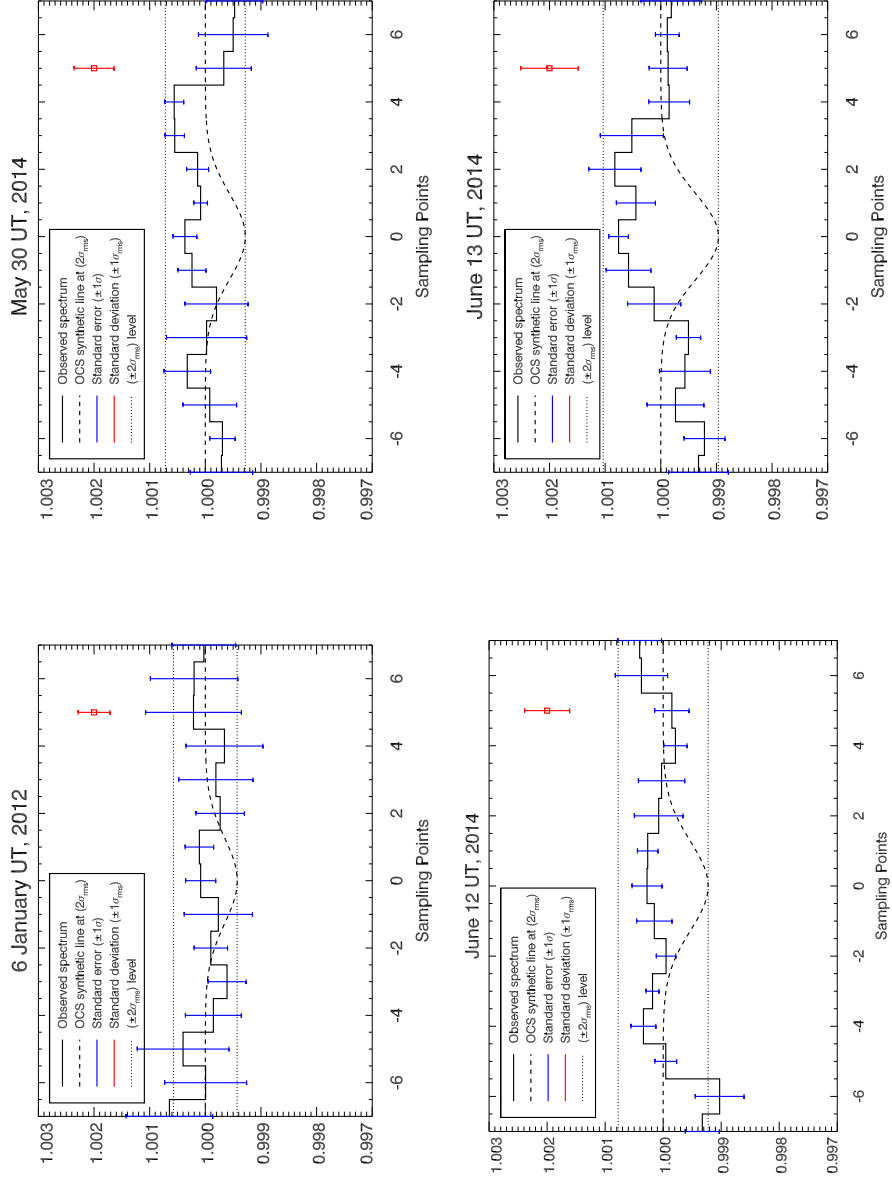 6 January UT, 2012
Observed spectrum
OCS synthetic line at (2σrms)
Standard error (±1σ)
Standard deviation (±1σrms)
(±2σrms) level
1.003
1.002
1.001
1.000
0.999
0.998
0.997
-6 -4 -2 0 2 4 6
Sampling Points
May 30 UT, 2014
Observed spectrum
OCS synthetic line at (2σrms)
Standard error (±1σ)
Standard deviation (±1σrms)
(±2σrms) level
1.003
1.002
1.001
1.000
0.999
0.998
0.997
-6 -4 -2 0 2 4 6
Sampling Points
June 12 UT, 2014
Observed spectrum
OCS synthetic line at (2σrms)
Standard error (±1σ)
Standard deviation (±1σrms)
(±2σrms) level
1.003
1.002
1.001
1.000
0.999
0.998
0.997
-6 -4 -2 0 2 4 6
Sampling Points
June 13 UT, 2014
Observed spectrum
OCS synthetic line at (2σrms)
Standard error (±1σ)
Standard deviation (±1σrms)
(±2σrms) level
1.003
1.002
1.001
1.000
0.999
0.998
0.997
-6 -4 -2 0 2 4 6
Sampling Points